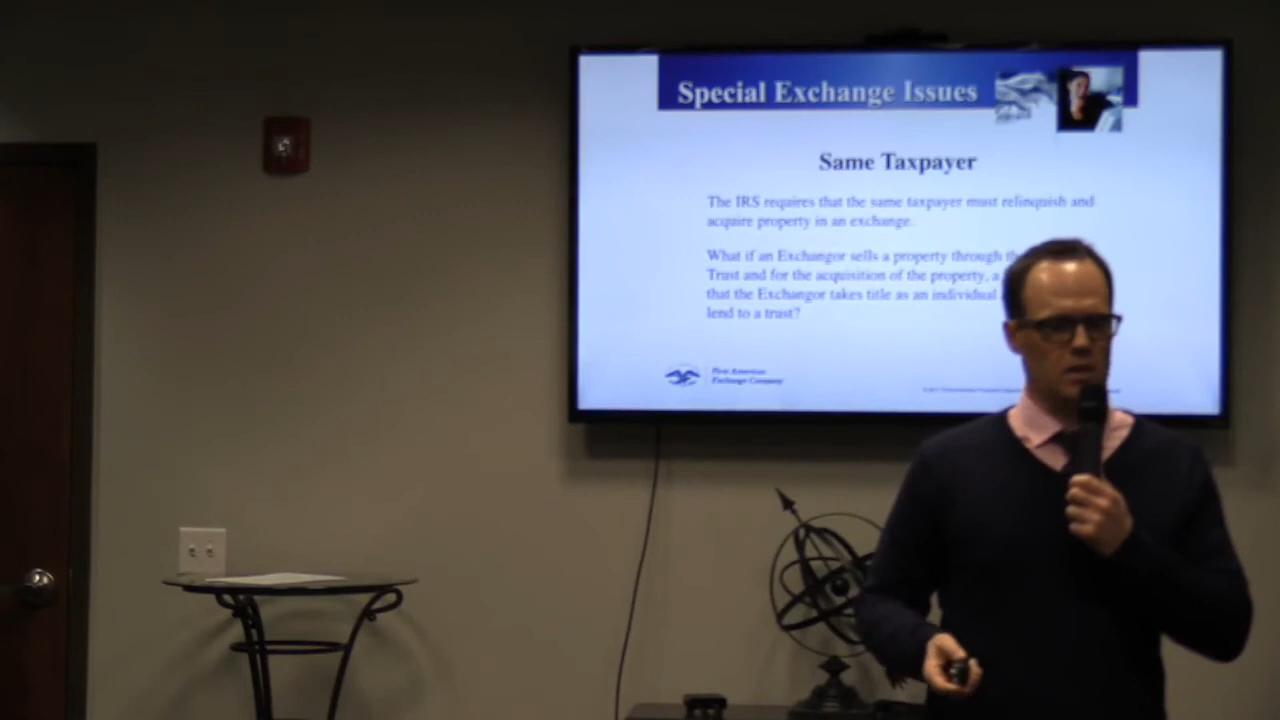 Special Exchange Issues
Same Taxpayer
The IRS requires that the same taxpayer must relinquish and
acquire property in an exchange.
What if an Exchangor sells a property through
Trust and for the acquisition of the property, a
that the Exchangor takes title as an individual
lend to a trust?
First American
Exchange Company